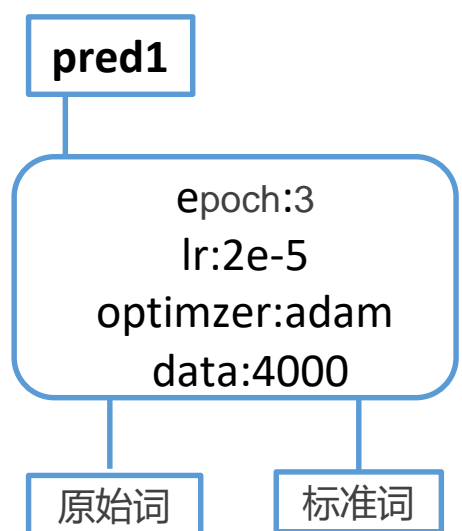 pred1
epoch:3
lr:2e-5
optimzer:adam
data:4000
原始词
标准词